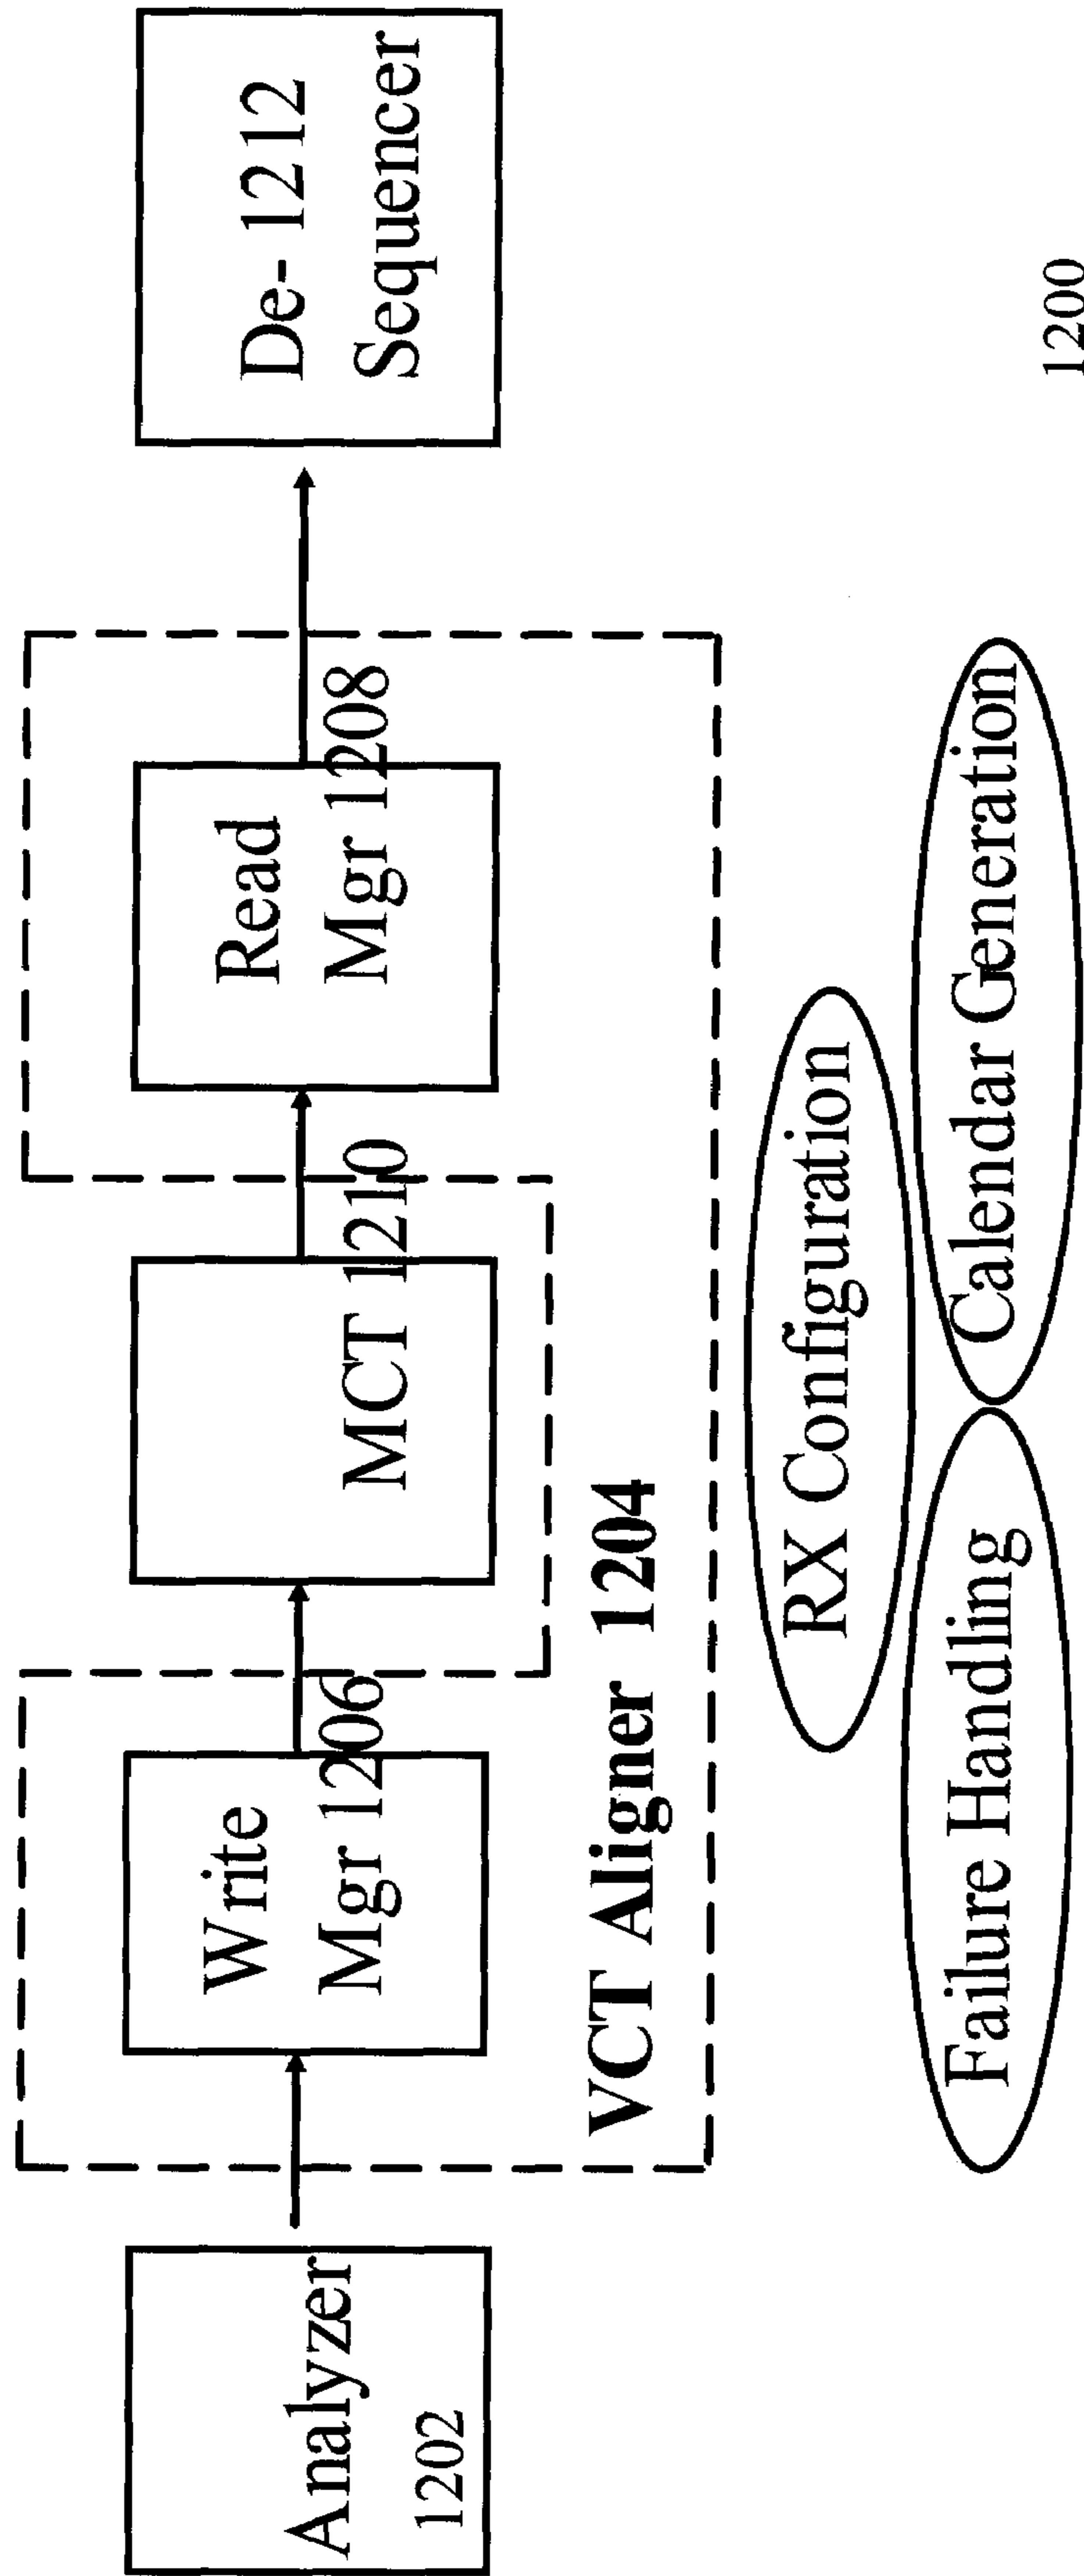 Analyzer
1202
Write
Mgr 1206
MCT 1210
Read
Mgr 1208
De- 1212
Sequencer
VCT Aligner 1204
RX Configuration
Failure Handling
Calendar Generation
1200